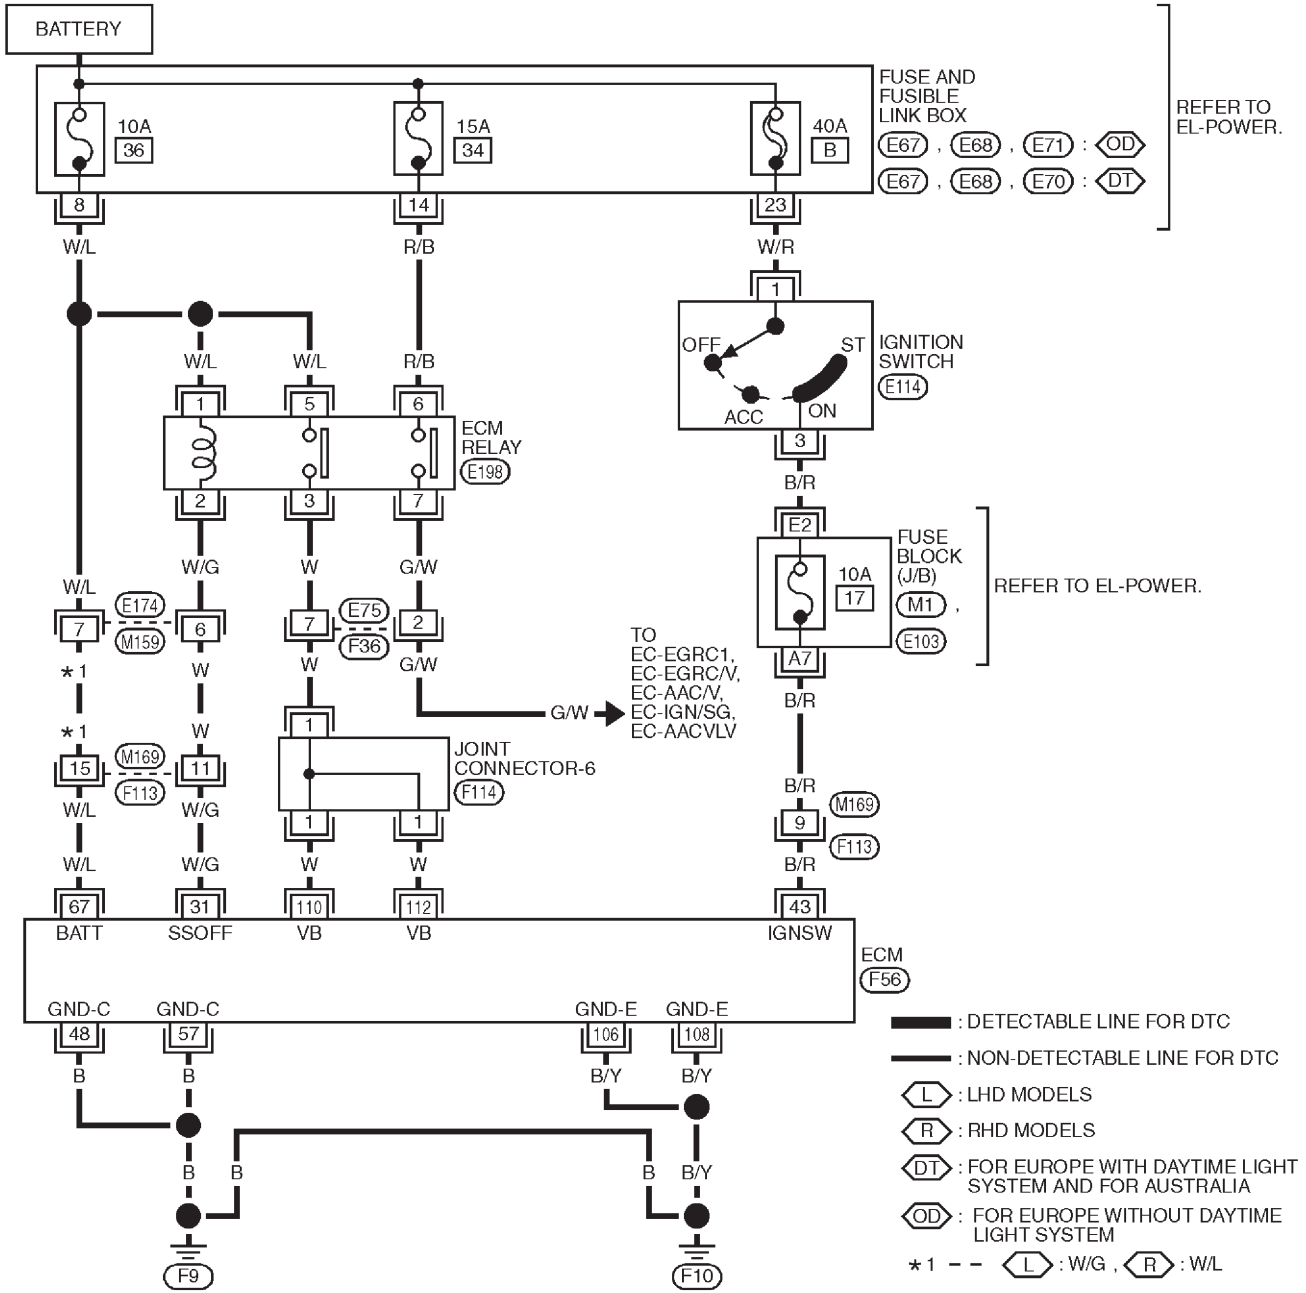 BATTERY
10A
36
15A
34
40A
B
FUSE AND
FUSIBLE
LINK BOX
E67 , E68 , E71 : OD
E67 , E68 , E70 : DT
REFER TO
EL-POWER.
8
14
23
W/L
R/B
W/R
1
OFF
ST
ACC
ON
IGNITION
SWITCH
E114
W/L
W/L
R/B
1
5
6
ECM
RELAY
E198
3
B/R
2
3
7
E2
FUSE
BLOCK
(J/B)
M1 ,
E103
10A
17
REFER TO EL-POWER.
W/G
W
G/W
W/L
7
E174
M159
6
7
E75
F36
2
A7
*1
W
W
G/W
B/R
G/W
TO
EC-EGRC1,
EC-EGRC/V,
EC-AAC/V,
EC-IGN/SG,
EC-AACVLV
*1
W
1
JOINT
CONNECTOR-6
F114
15
M169
F113
11
B/R
M169
9
F113
W/L
W/G
1
1
W/L
W/G
W
W
B/R
67
31
110
112
43
BATT
SSOFF
VB
VB
IGNSW
ECM
F56
GND-C
GND-C
GND-E
GND-E
48
57
106
108
B
B
B/Y
B/Y
B
B
B
B/Y
F9
F10
: DETECTABLE LINE FOR DTC
: NON-DETECTABLE LINE FOR DTC
L : LHD MODELS
R : RHD MODELS
DT : FOR EUROPE WITH DAYTIME LIGHT
SYSTEM AND FOR AUSTRALIA
OD : FOR EUROPE WITHOUT DAYTIME
LIGHT SYSTEM
*1 -- L : W/G , R : W/L